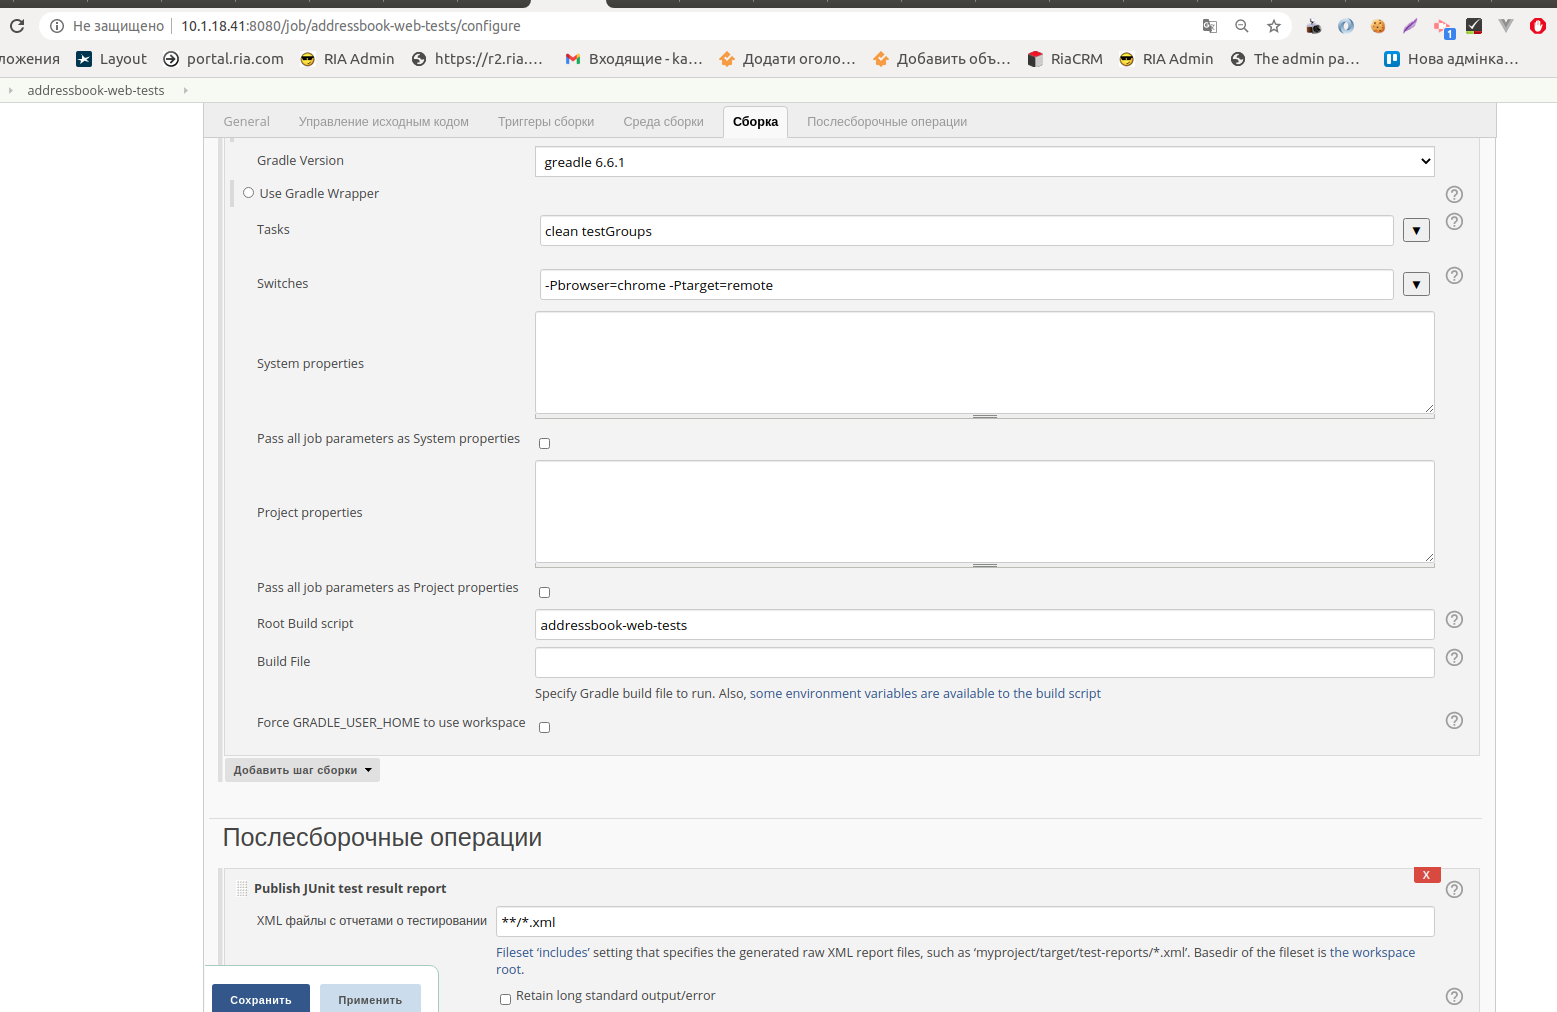 Не защищено 10.1.18.41:8080/job/addressbook-web-tests/configure
1
ложения Layout portal.ria.com RIA Admin https://r2.ria.... Входящие - ka... Додати оголо... Добавить объ... RiaCRM RIA Admin The admin pa... Нова адмінка...
addressbook-web-tests
General Управление исходным кодом Триггеры сборки Среда сборки Сборка Послесборочные операции
Gradle Version greadle 6.6.1
Use Gradle Wrapper
Tasks clean testGroups
Switches -Pbrowser=chrome -Ptarget=remote
System properties
Pass all job parameters as System properties
Project properties
Pass all job parameters as Project properties
Root Build script addressbook-web-tests
Build File
Specify Gradle build file to run. Also, some environment variables are available to the build script
Force GRADLE_USER_HOME to use workspace
Добавить шаг сборки
Послесборочные операции
X
Publish JUnit test result report
XML файлы с отчетами о тестировании **/*.xml
Fileset ‘includes’ setting that specifies the generated raw XML report files, such as ‘myproject/target/test-reports/*.xml’. Basedir of the fileset is the workspace
root.
Retain long standard output/error
Сохранить Применить